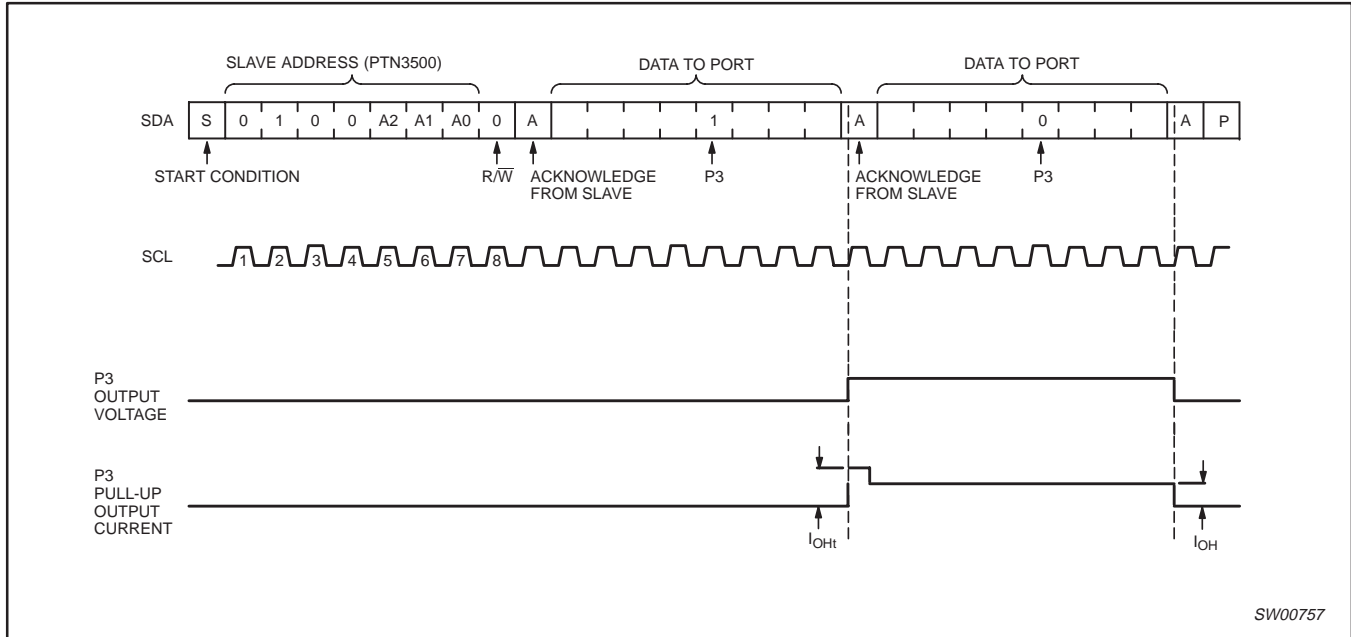 SLAVE ADDRESS (PTN3500) DATA TO PORT DATA TO PORT
SDA S 0 1 0 0 A2 A1 A0 0 A 1 A 0 A P
START CONDITION R/W̅ ACKNOWLEDGE FROM SLAVE P3 ACKNOWLEDGE FROM SLAVE P3
SCL 1 2 3 4 5 6 7 8
P3
OUTPUT
VOLTAGE
P3
PULL-UP
OUTPUT
CURRENT
IOHt IOH
SW00757